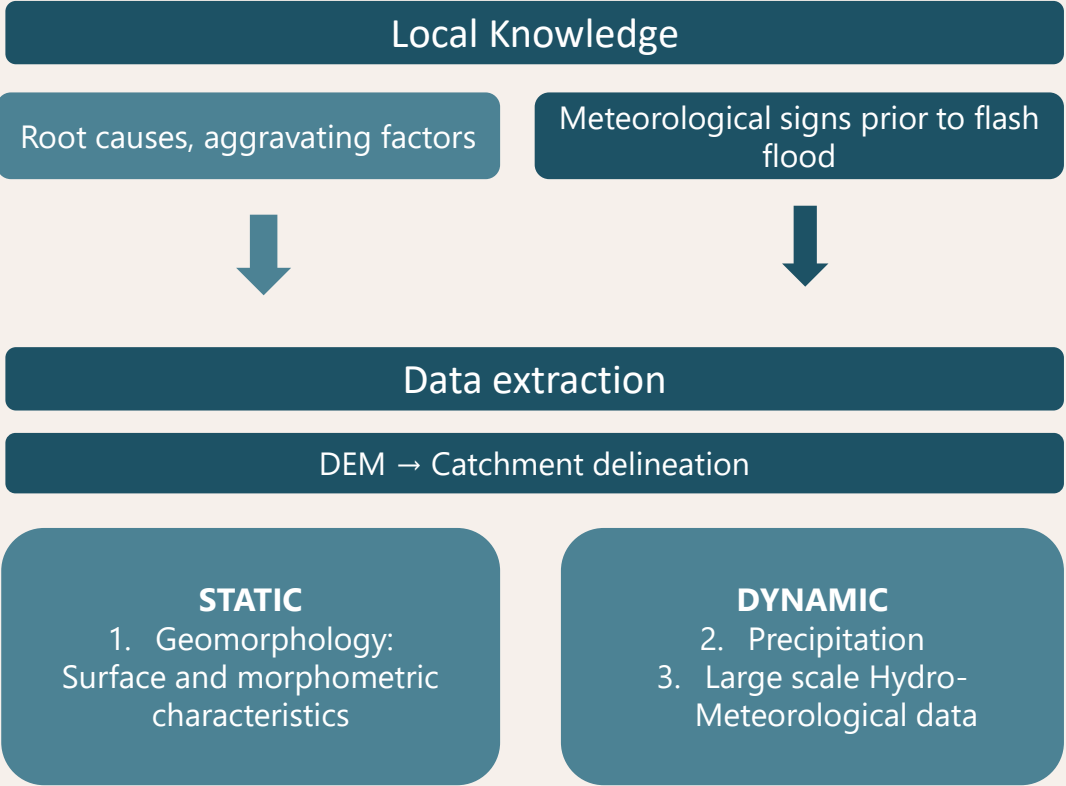 Local Knowledge
Root causes, aggravating factors
Meteorological signs prior to flash
flood
Data extraction
DEM → Catchment delineation
STATIC
1. Geomorphology:
Surface and morphometric
characteristics
DYNAMIC
2. Precipitation
3. Large scale Hydro-
Meteorological data